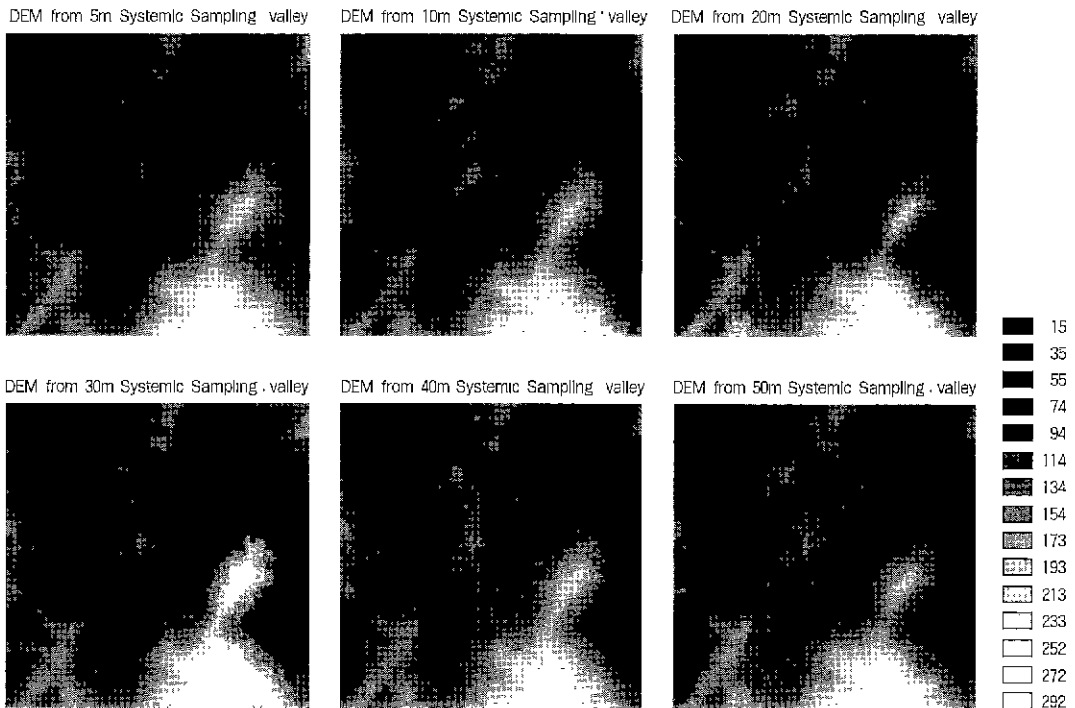 DEM from 5m Systemic Sampling valley
DEM from 10m Systemic Sampling valley
DEM from 20m Systemic Sampling valley
DEM from 30m Systemic Sampling valley
DEM from 40m Systemic Sampling valley
DEM from 50m Systemic Sampling valley
15
35
55
74
94
114
134
154
173
193
213
233
252
272
292